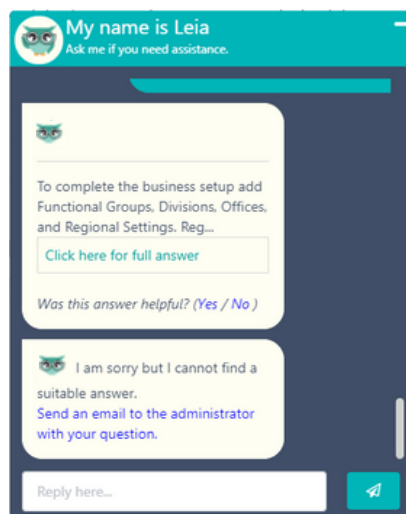 My name is Leia
Ask me if you need assistance.
To complete the business setup add
Functional Groups, Divisions, Offices,
and Regional Settings. Reg...
Click here for full answer
Was this answer helpful? (Yes / No )
I am sorry but I cannot find a
suitable answer.
Send an email to the administrator
with your question.
Reply here...